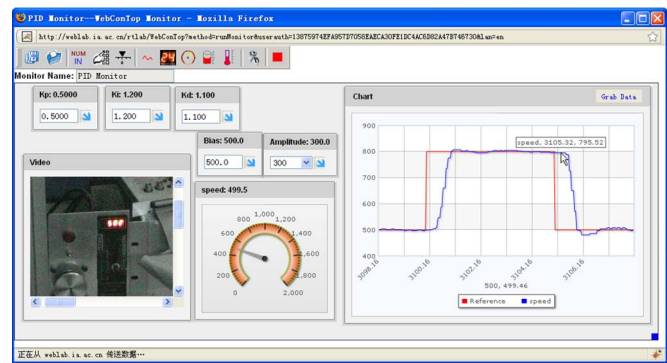 PID Monitor--WebConTop Monitor - Mozilla Firefox
http://weblab.ia.ac.cn/rtlab/WebConTop?method=runMonitor&userauth=13875974EFA957D7058EAECA30FE1DC4AC6D82A47B746730&lan=en
NUM IN
24
Monitor Name: PID Monitor
Kp: 0.5000
Ki: 1.200
Kd: 1.100
0.5000
1.200
1.100
Bias: 500.0
Amplitude: 300.0
500.0
300
Video
speed: 499.5
0
200
400
600
800
1,000
1,200
1,400
1,600
1,800
2,000
Chart
Grab Data
900
800
700
600
500
400
speed, 3105.32, 795.52
3098.16
3100.16
3102.16
3104.16
3106.16
500, 499.46
Reference
speed
正在从 weblab.ia.ac.cn 传送数据…